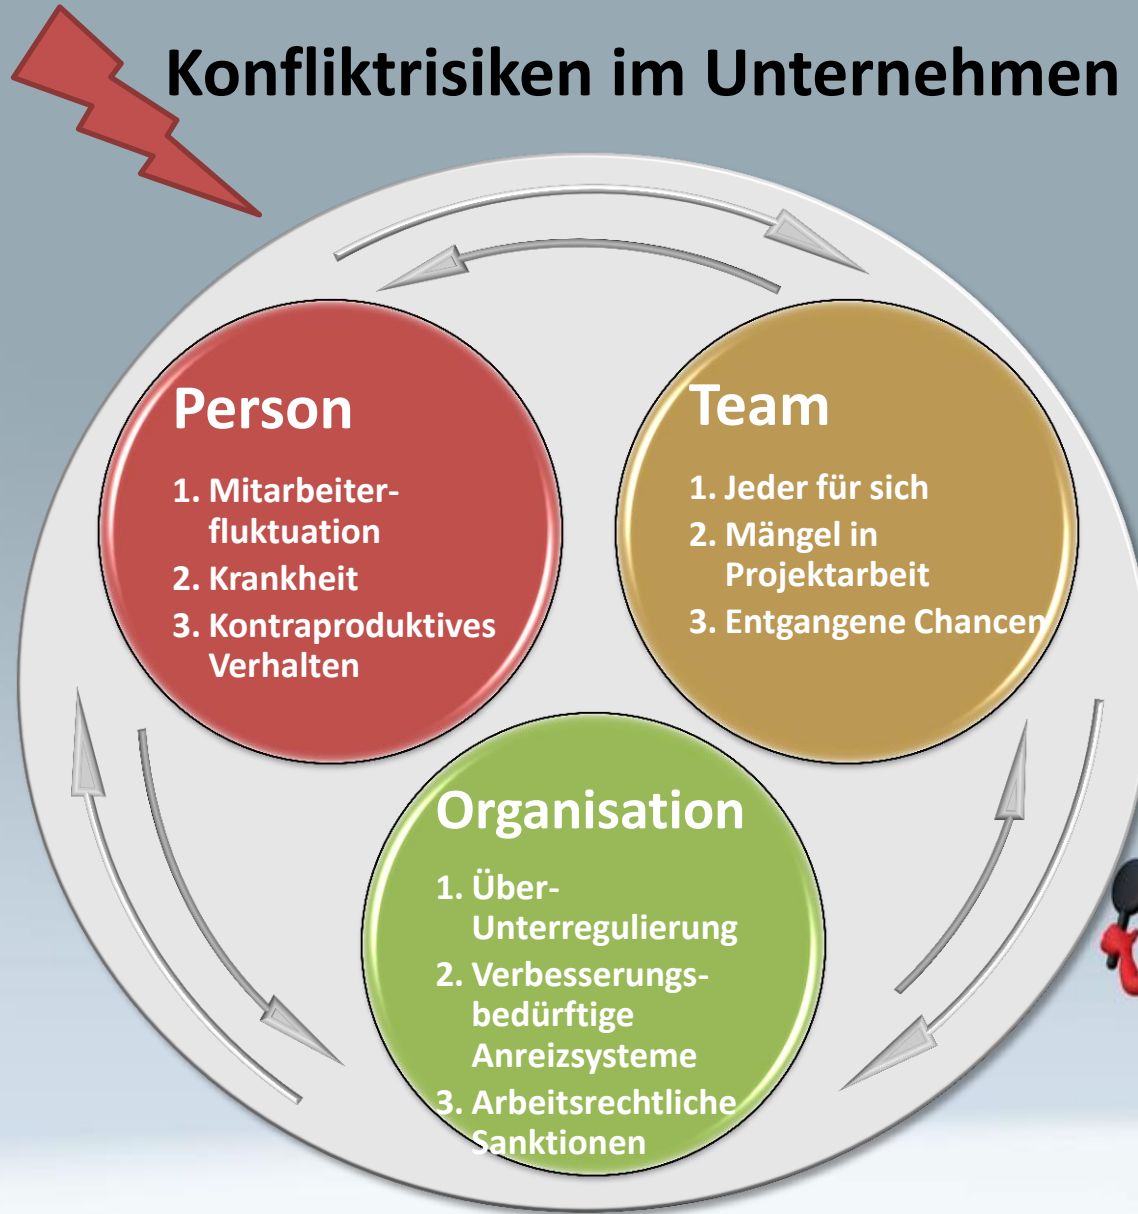 Konfliktrisiken im Unternehmen
Person
1. Mitarbeiter-
fluktuation
2. Krankheit
3. Kontraproduktives
Verhalten
Team
1. Jeder für sich
2. Mängel in
Projektarbeit
3. Entgangene Chancen
Organisation
1. Über-
Unterregulierung
2. Verbesserungs-
bedürftige
Anreizsysteme
3. Arbeitsrechtliche
Sanktionen